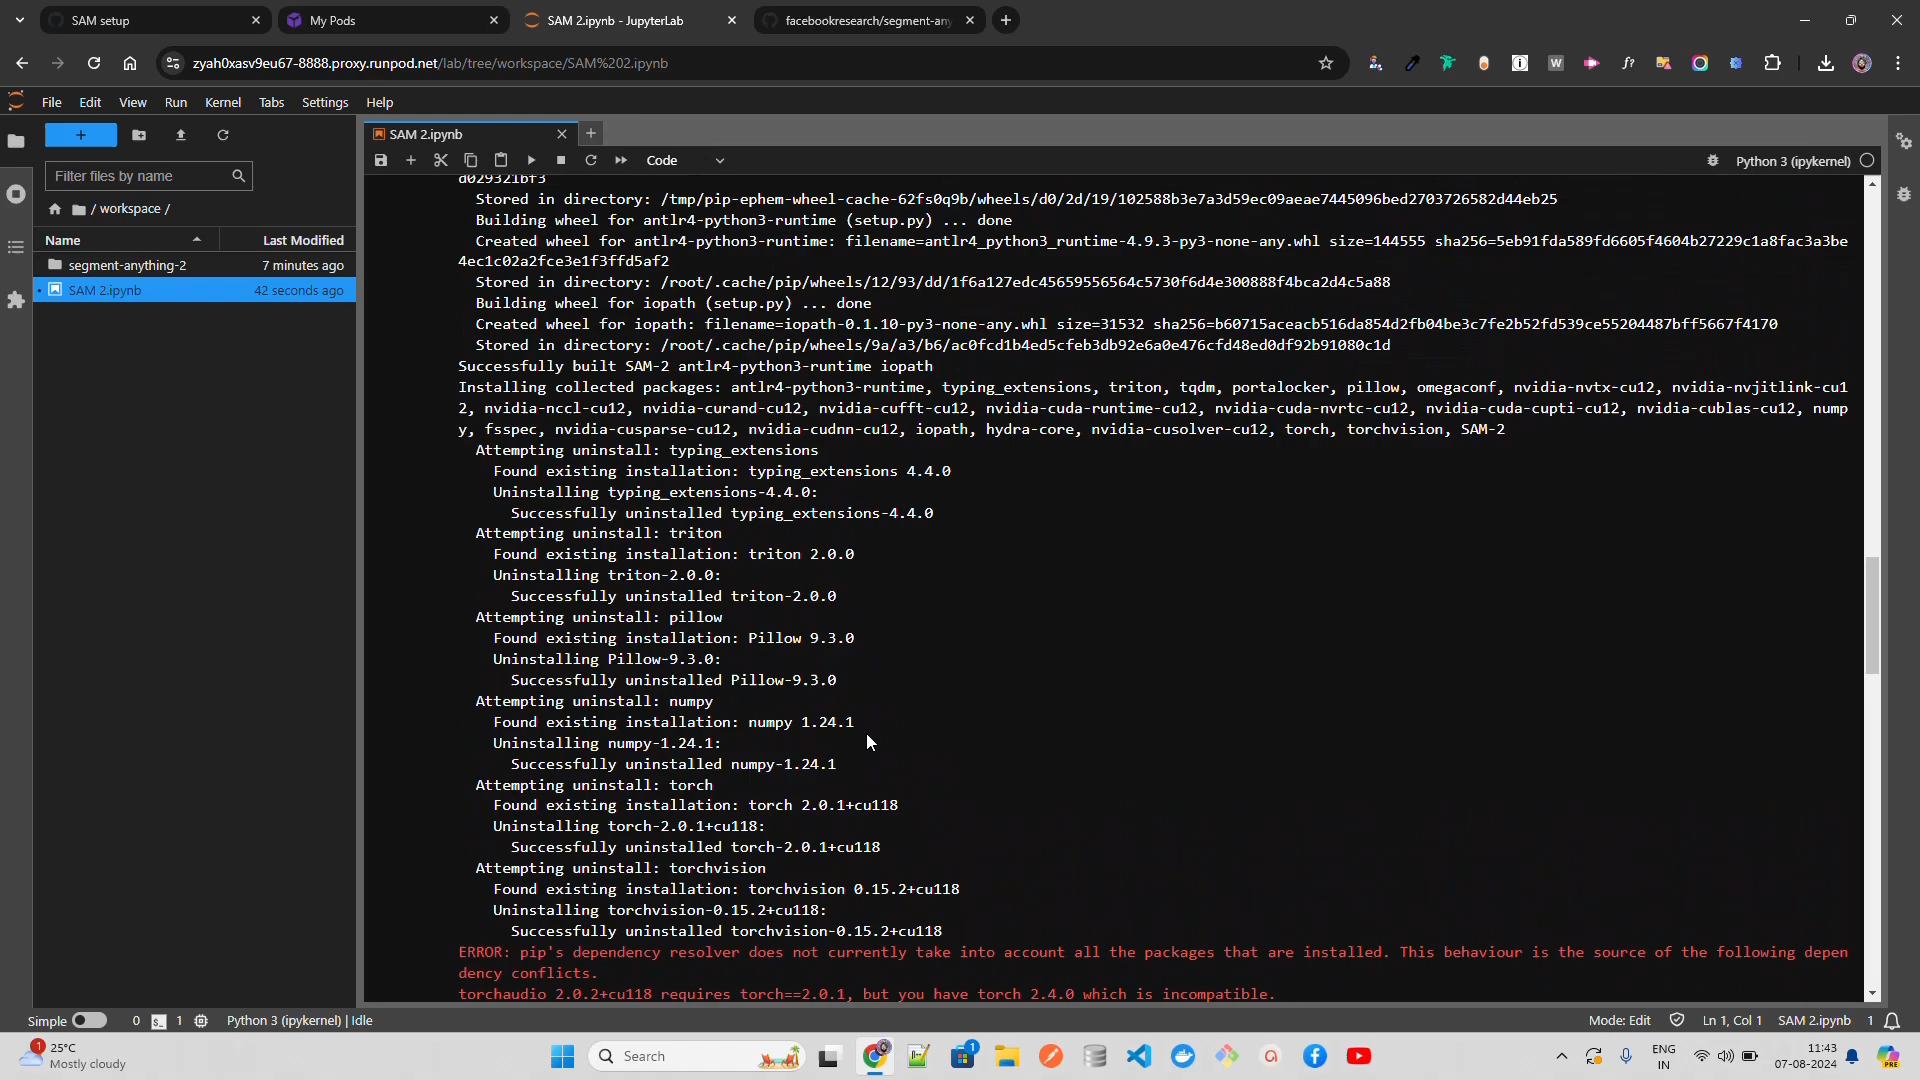 SAM setup
My Pods
SAM 2.ipynb - JupyterLab
facebookresearch/segment-any
zyah0xasv9eu67-8888.proxy.runpod.net/lab/tree/workspace/SAM%202.ipynb
File Edit View Run Kernel Tabs Settings Help
SAM 2.ipynb
Filter files by name
/ workspace /
Name Last Modified
segment-anything-2 7 minutes ago
SAM 2.ipynb 42 seconds ago
Code
Python 3 (ipykernel)
d029321bf3
Stored in directory: /tmp/pip-ephem-wheel-cache-62fs0q9b/wheels/d0/2d/19/102588b3e7a3d59ec09aeae7445096bed2703726582d44eb25
Building wheel for antlr4-python3-runtime (setup.py) ... done
Created wheel for antlr4-python3-runtime: filename=antlr4_python3_runtime-4.9.3-py3-none-any.whl size=144555 sha256=5eb91fda589fd6605f4604b27229c1a8fac3a3be
4ec1c02a2fce3e1f3ffd5af2
Stored in directory: /root/.cache/pip/wheels/12/93/dd/1f6a127edc45659556564c5730f6d4e300888f4bca2d4c5a88
Building wheel for iopath (setup.py) ... done
Created wheel for iopath: filename=iopath-0.1.10-py3-none-any.whl size=31532 sha256=b60715aceacb516da854d2fb04be3c7fe2b52fd539ce55204487bff5667f4170
Stored in directory: /root/.cache/pip/wheels/9a/a3/b6/ac0fcd1b4ed5cfeb3db92e6a0e476cfd48ed0df92b91080c1d
Successfully built SAM-2 antlr4-python3-runtime iopath
Installing collected packages: antlr4-python3-runtime, typing_extensions, triton, tqdm, portalocker, pillow, omegaconf, nvidia-nvtx-cu12, nvidia-nvjitlink-cu1
2, nvidia-nccl-cu12, nvidia-curand-cu12, nvidia-cufft-cu12, nvidia-cuda-runtime-cu12, nvidia-cuda-nvrtc-cu12, nvidia-cuda-cupti-cu12, nvidia-cublas-cu12, nump
y, fsspec, nvidia-cusparse-cu12, nvidia-cudnn-cu12, iopath, hydra-core, nvidia-cusolver-cu12, torch, torchvision, SAM-2
Attempting uninstall: typing_extensions
Found existing installation: typing_extensions 4.4.0
Uninstalling typing_extensions-4.4.0:
Successfully uninstalled typing_extensions-4.4.0
Attempting uninstall: triton
Found existing installation: triton 2.0.0
Uninstalling triton-2.0.0:
Successfully uninstalled triton-2.0.0
Attempting uninstall: pillow
Found existing installation: Pillow 9.3.0
Uninstalling Pillow-9.3.0:
Successfully uninstalled Pillow-9.3.0
Attempting uninstall: numpy
Found existing installation: numpy 1.24.1
Uninstalling numpy-1.24.1:
Successfully uninstalled numpy-1.24.1
Attempting uninstall: torch
Found existing installation: torch 2.0.1+cu118
Uninstalling torch-2.0.1+cu118:
Successfully uninstalled torch-2.0.1+cu118
Attempting uninstall: torchvision
Found existing installation: torchvision 0.15.2+cu118
Uninstalling torchvision-0.15.2+cu118:
Successfully uninstalled torchvision-0.15.2+cu118
ERROR: pip's dependency resolver does not currently take into account all the packages that are installed. This behaviour is the source of the following depen
dency conflicts.
torchaudio 2.0.2+cu118 requires torch==2.0.1, but you have torch 2.4.0 which is incompatible.
Simple 0 1 Python 3 (ipykernel) | Idle
Mode: Edit Ln 1, Col 1 SAM 2.ipynb 1
1
25°C
Mostly cloudy
Search
1
ENG
IN
11:43
07-08-2024
PRE